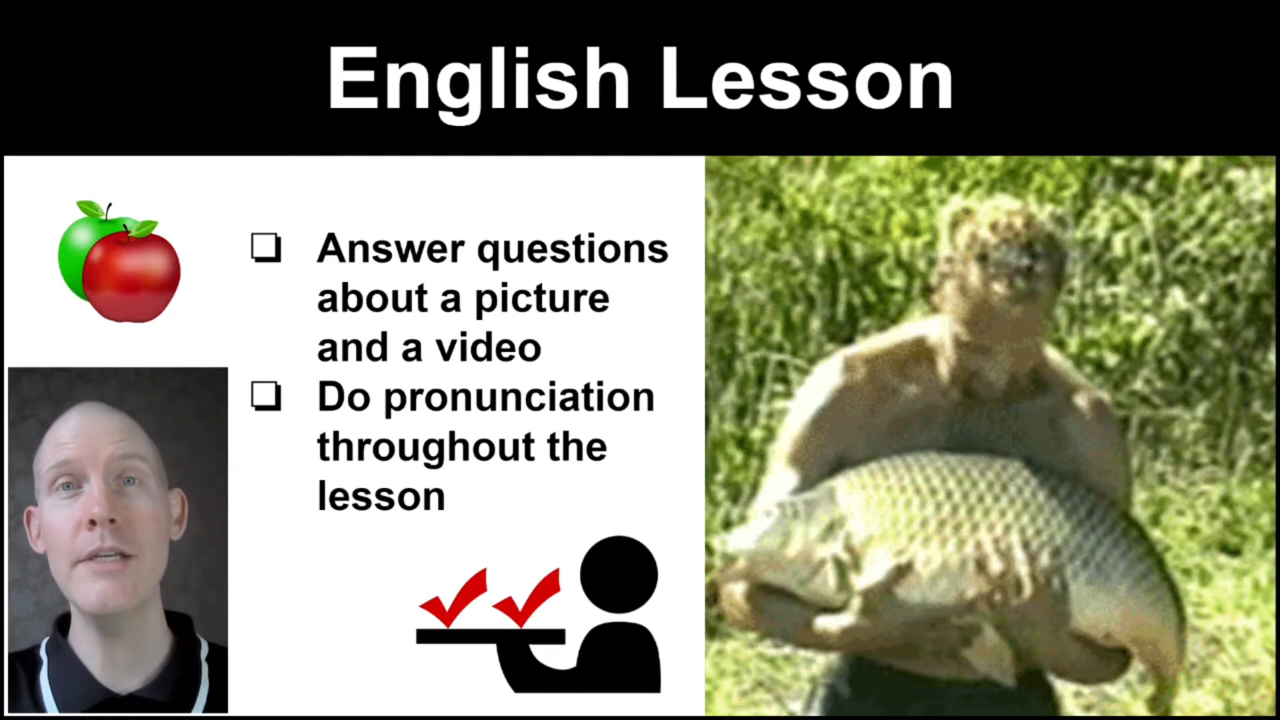 English Lesson
Answer questions
about a picture
and a video
Do pronunciation
throughout the
lesson